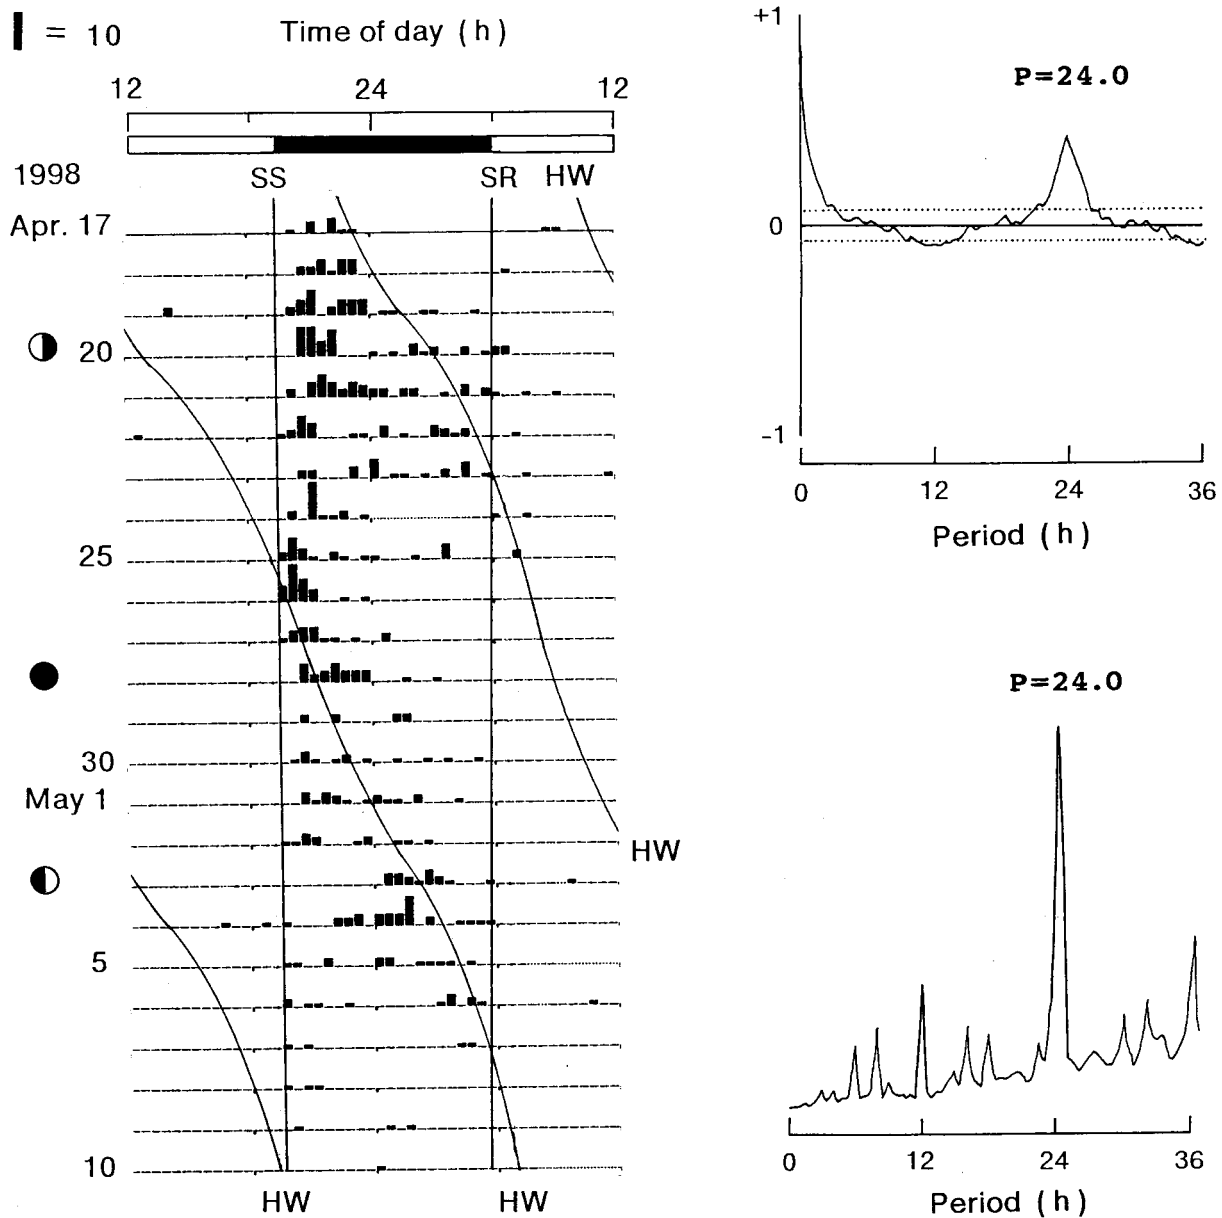 = 10
Time of day (h)
12 24 12
1998 SS SR HW
Apr. 17
20
25
30
May 1
HW
5
10
HW HW
+1
P=24.0
0
-1
0 12 24 36
Period (h)
P=24.0
0 12 24 36
Period (h)